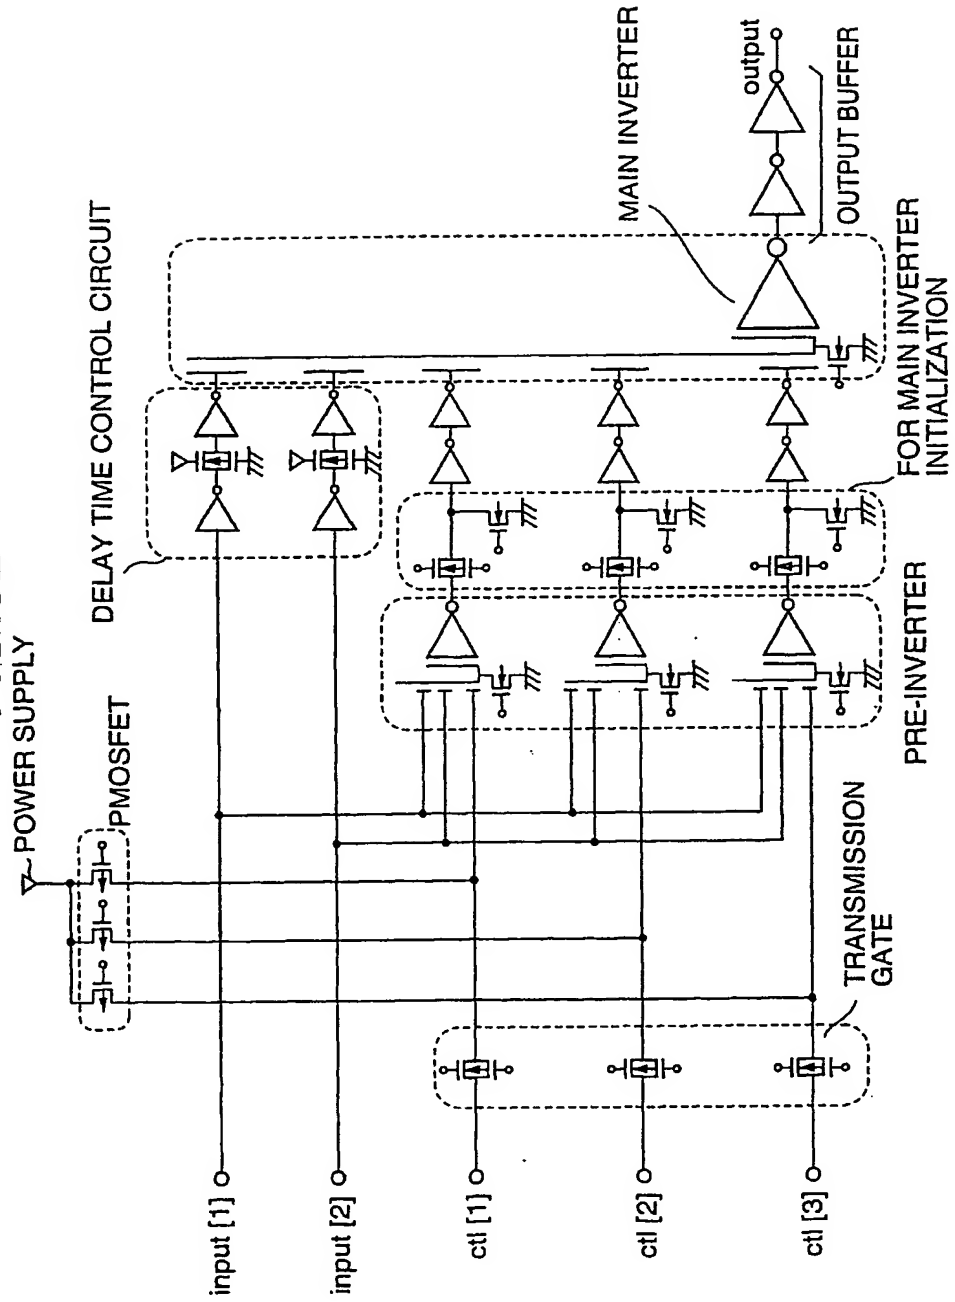 POWER SUPPLY
PMOSFET
DELAY TIME CONTROL CIRCUIT
MAIN INVERTER
output
OUTPUT BUFFER
FOR MAIN INVERTER
INITIALIZATION
PRE-INVERTER
TRANSMISSION
GATE
input [1]
input [2]
ctl [1]
ctl [2]
ctl [3]